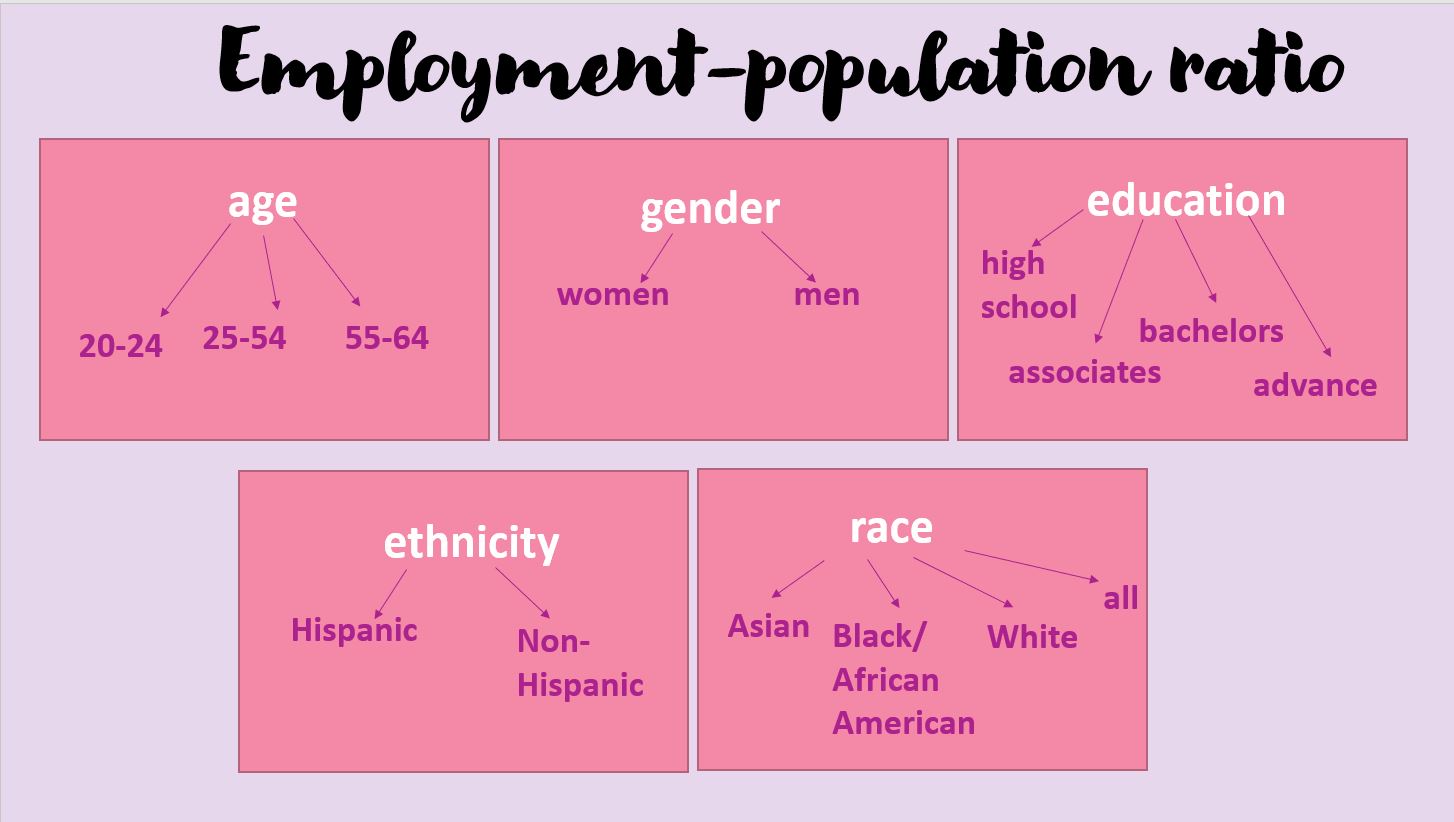 Employment-population ratio
age
20-24
25-54
55-64
gender
women
men
education
high
school
associates
bachelors
advance
ethnicity
Hispanic
Non-
Hispanic
race
Asian
Black/
African
American
White
all